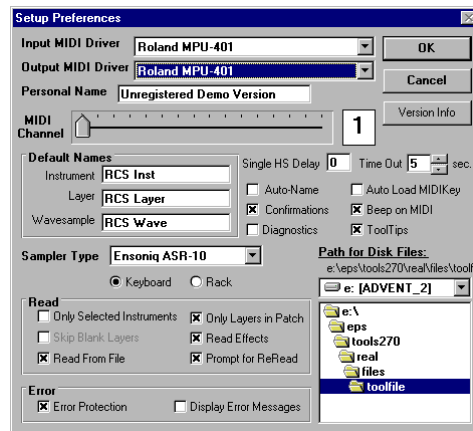 Setup Preferences
Input MIDI Driver Roland MPU-401
Output MIDI Driver Roland MPU-401
Personal Name Unregistered Demo Version
MIDI Channel 1
OK
Cancel
Version Info
Default Names
Instrument RCS Inst
Layer RCS Layer
Wavesample RCS Wave
Single HS Delay 0 Time Out 5 sec.
Auto-Name Auto Load MIDIKey
Confirmations Beep on MIDI
Diagnostics ToolTips
Sampler Type Ensoniq ASR-10
Keyboard Rack
Read
Only Selected Instruments Only Layers in Patch
Skip Blank Layers Read Effects
Read From File Prompt for ReRead
Error
Error Protection Display Error Messages
Path for Disk Files:
e:\eps\tools270\real\files\toolf
e: [ADVENT_2]
e:\
eps
tools270
real
files
toolfile